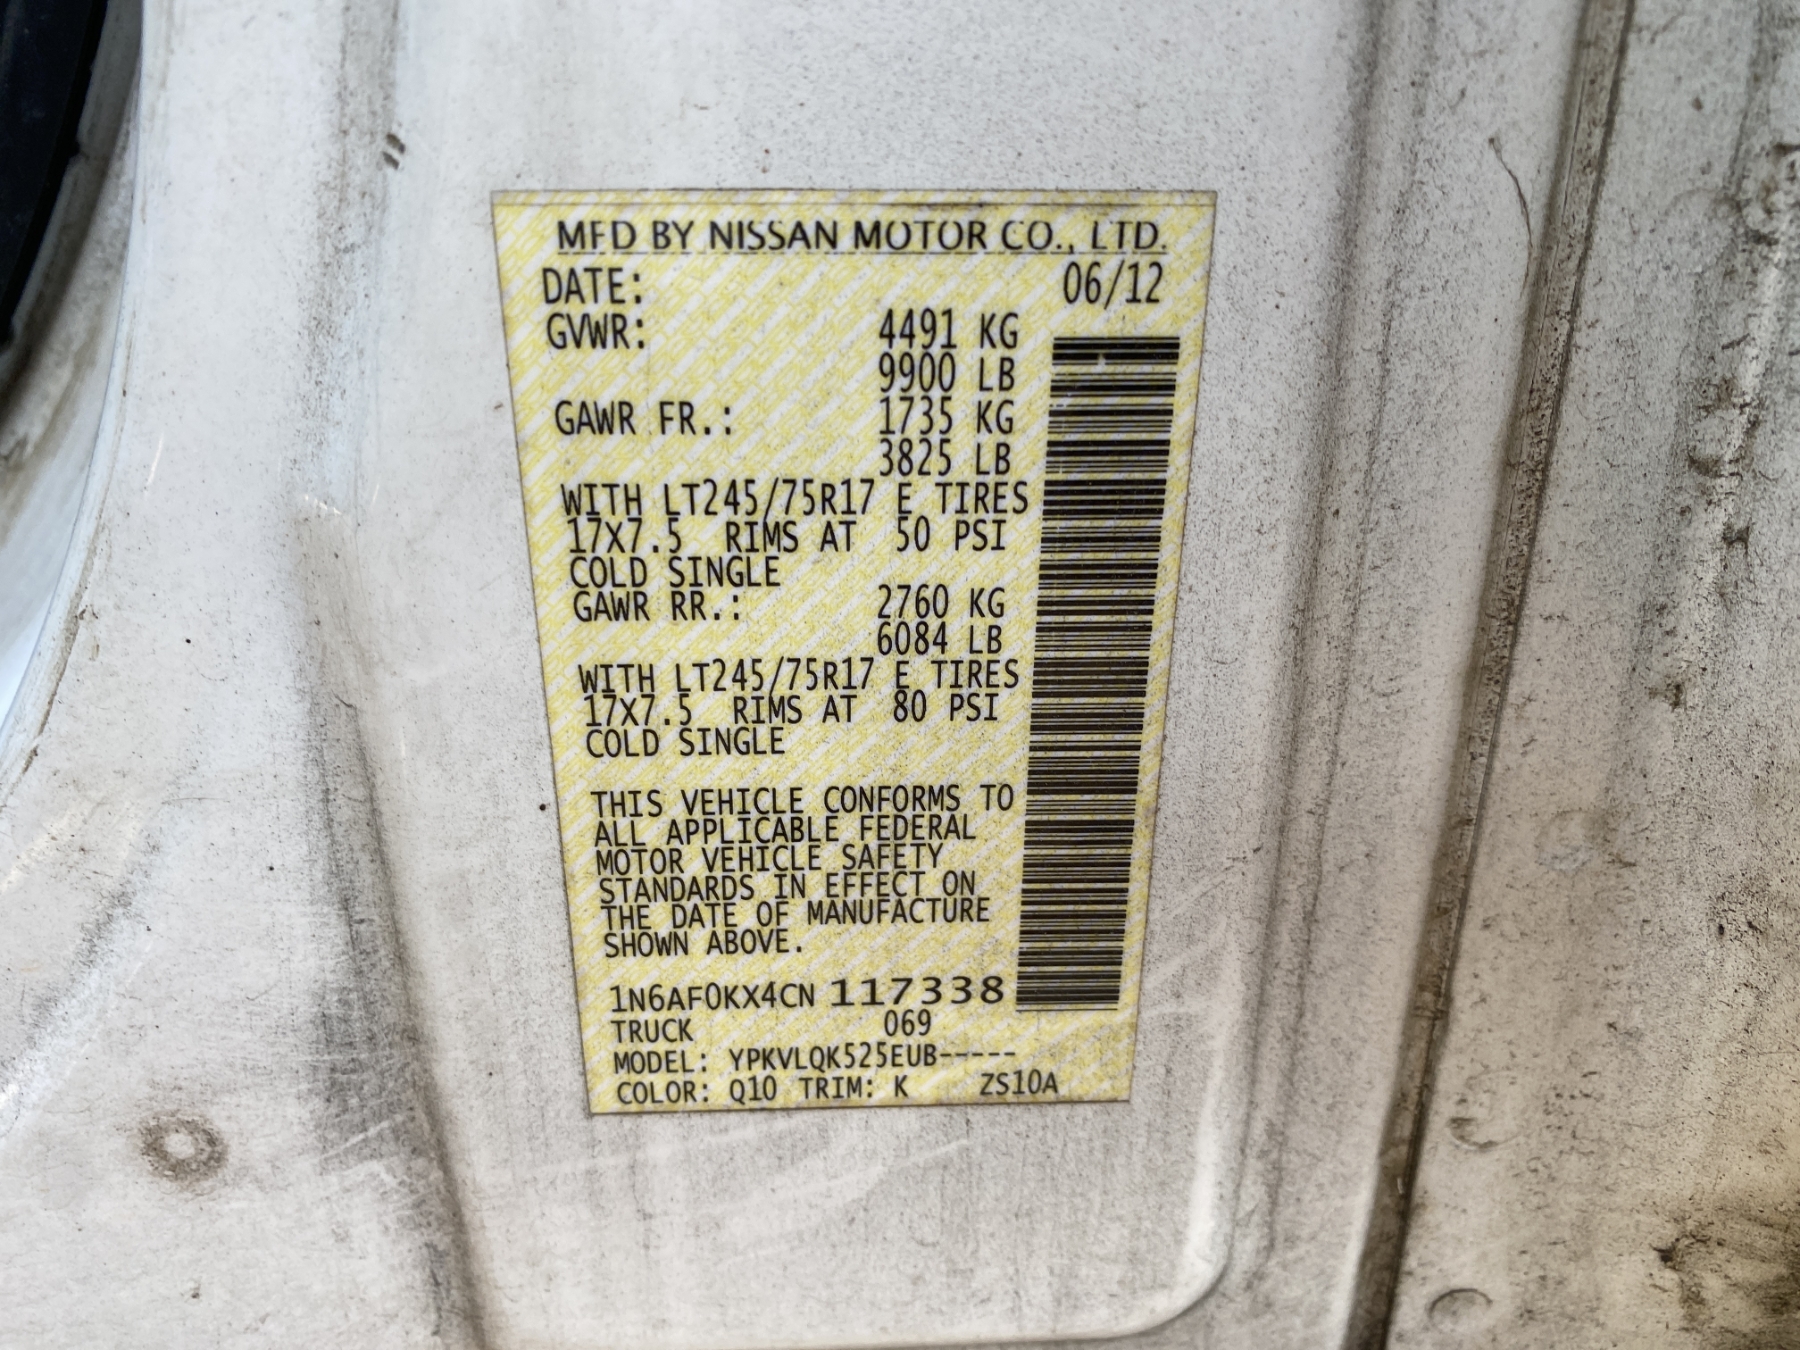 MFD BY NISSAN MOTOR CO., LTD.
DATE: 06/12
GVWR: 4491 KG
9900 LB
GAWR FR.: 1735 KG
3825 LB
WITH LT245/75R17 E TIRES
17X7.5 RIMS AT 50 PSI
COLD SINGLE
GAWR RR.: 2760 KG
6084 LB
WITH LT245/75R17 E TIRES
17X7.5 RIMS AT 80 PSI
COLD SINGLE
THIS VEHICLE CONFORMS TO
ALL APPLICABLE FEDERAL
MOTOR VEHICLE SAFETY
STANDARDS IN EFFECT ON
THE DATE OF MANUFACTURE
SHOWN ABOVE.
1N6AF0KX4CN 117338
TRUCK 069
MODEL: YPKVLQK525EUB-----
COLOR: Q10 TRIM: K ZS10A